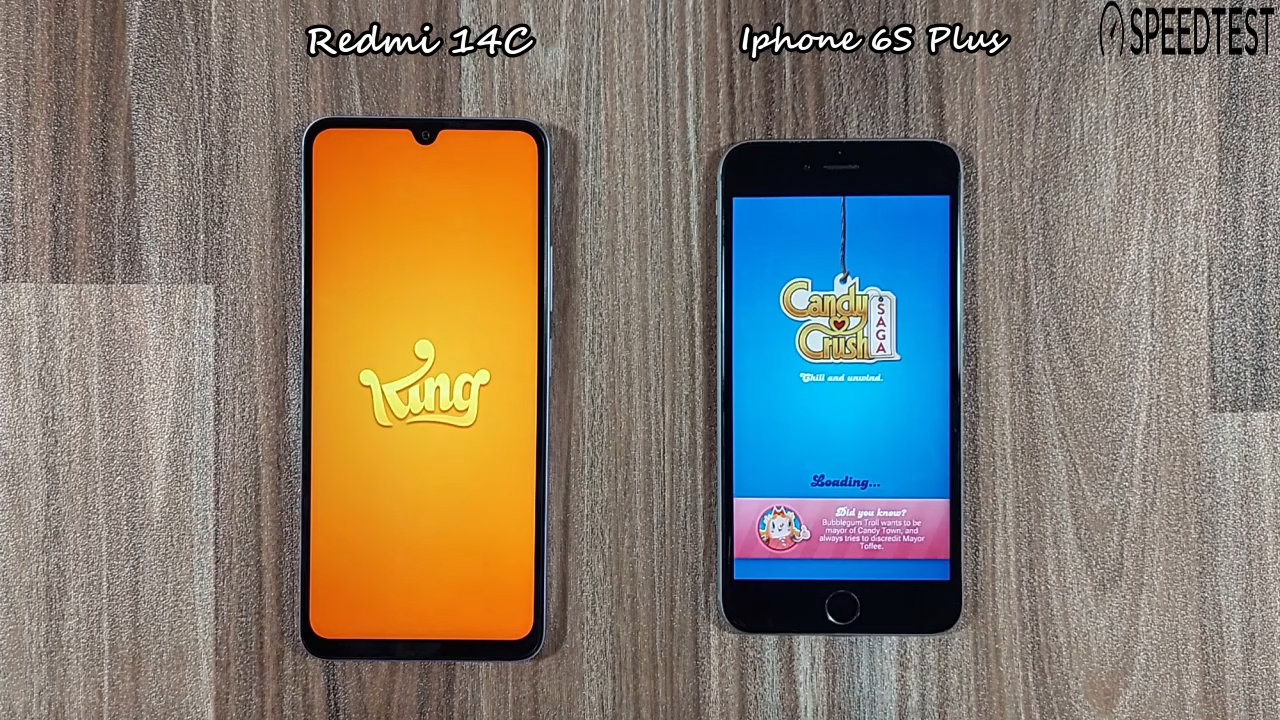 Redmi 14C
Iphone 6S Plus
SPEEDTEST
King
Candy
Crush
SAGA
Chill and unwind.
Loading...
Did you know?
Bubblegum Troll wants to be
mayor of Candy Town, and
always tries to discredit Mayor
Toffee.